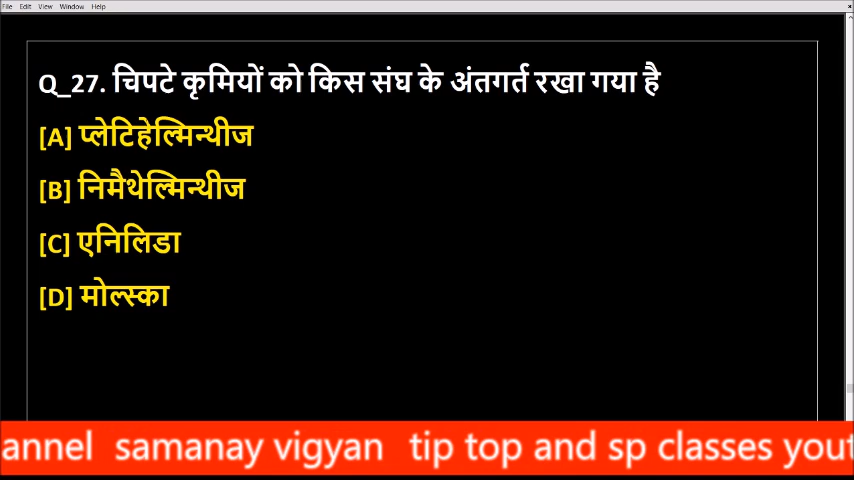 File Edit View Window Help
Q_27. चिपटे कृमियों को किस संघ के अंतगर्त रखा गया है
[A] प्लेटिहेल्मिन्थीज
[B] निमैथेल्मिन्थीज
[C] एनिलिडा
[D] मोल्स्का
annel samanay vigyan tip top and sp classes yout